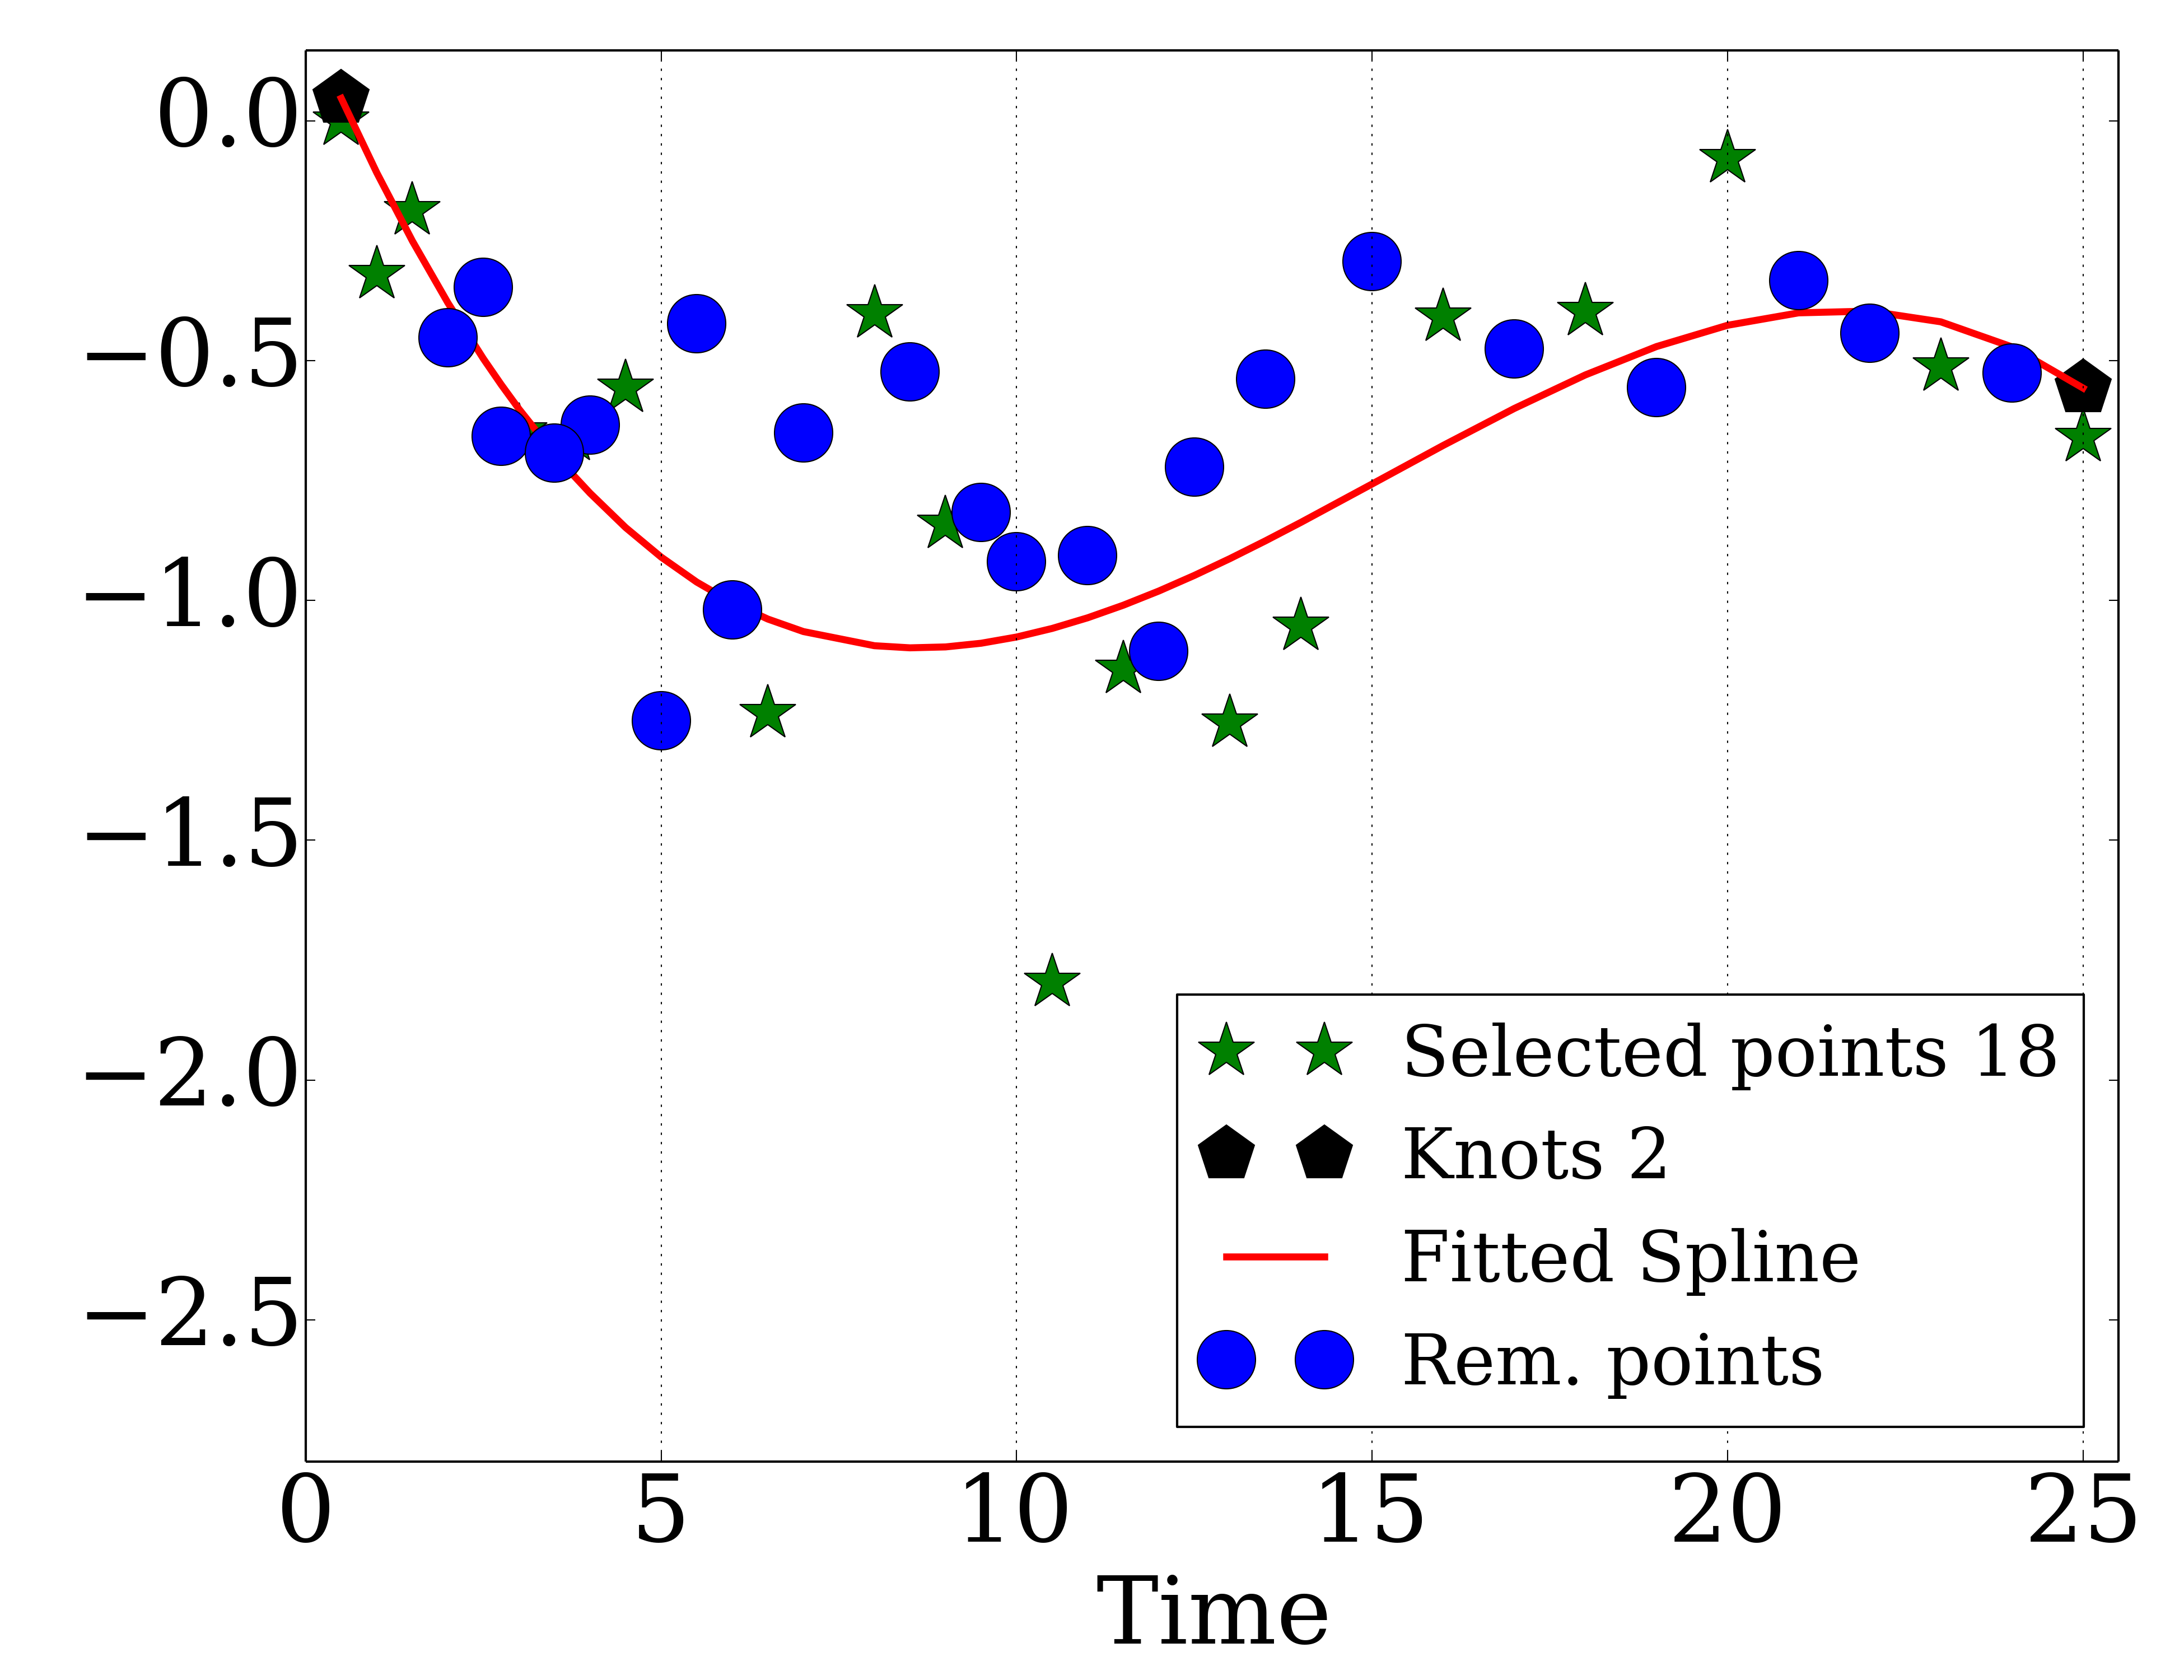 0.0
−0.5
−1.0
−1.5
−2.0
−2.5
Selected points 18
Knots 2
Fitted Spline
Rem. points
0 5 10 15 20 25
Time